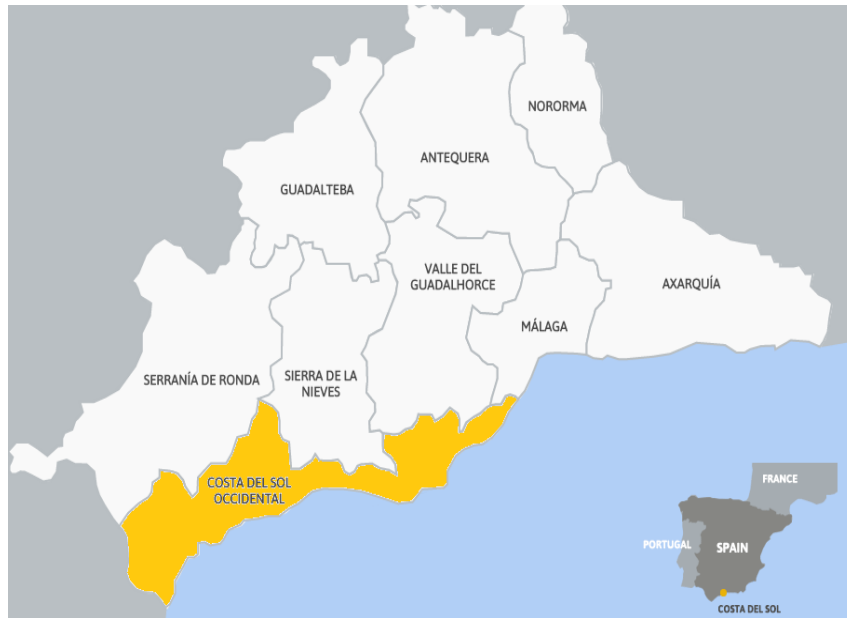 NORORMA
ANTEQUERA
GUADALTEBA
VALLE DEL
GUADALHORCE
AXARQUÍA
MÁLAGA
SERRANÍA DE RONDA
SIERRA DE LA
NIEVES
COSTA DEL SOL
OCCIDENTAL
FRANCE
PORTUGAL
SPAIN
COSTA DEL SOL